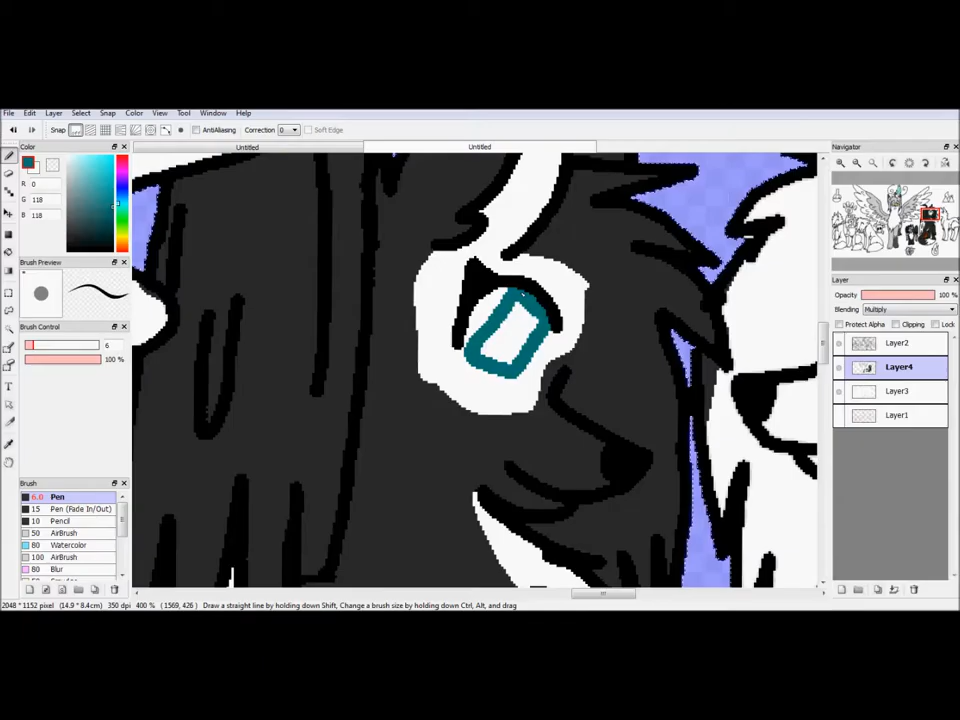 File Edit Layer Select Snap Color View Tool Window Help
Snap AntiAliasing Correction 0 Soft Edge
Color
Untitled
Untitled
Navigator
R 0
G 118
B 118
Brush Preview
Layer
Opacity 100 %
Blending Multiply
Protect Alpha Clipping Lock
Brush Control
6
100 %
Layer2
Layer4
Layer3
Layer1
Brush
6.0 Pen
15 Pen (Fade In/Out)
10 Pencil
50 AirBrush
80 Watercolor
100 AirBrush
80 Blur
2048 * 1152 pixel (14.9 * 8.4cm) 350 dpi 400 % (1569, 426) Draw a straight line by holding down Shift, Change a brush size by holding down Ctrl, Alt, and drag